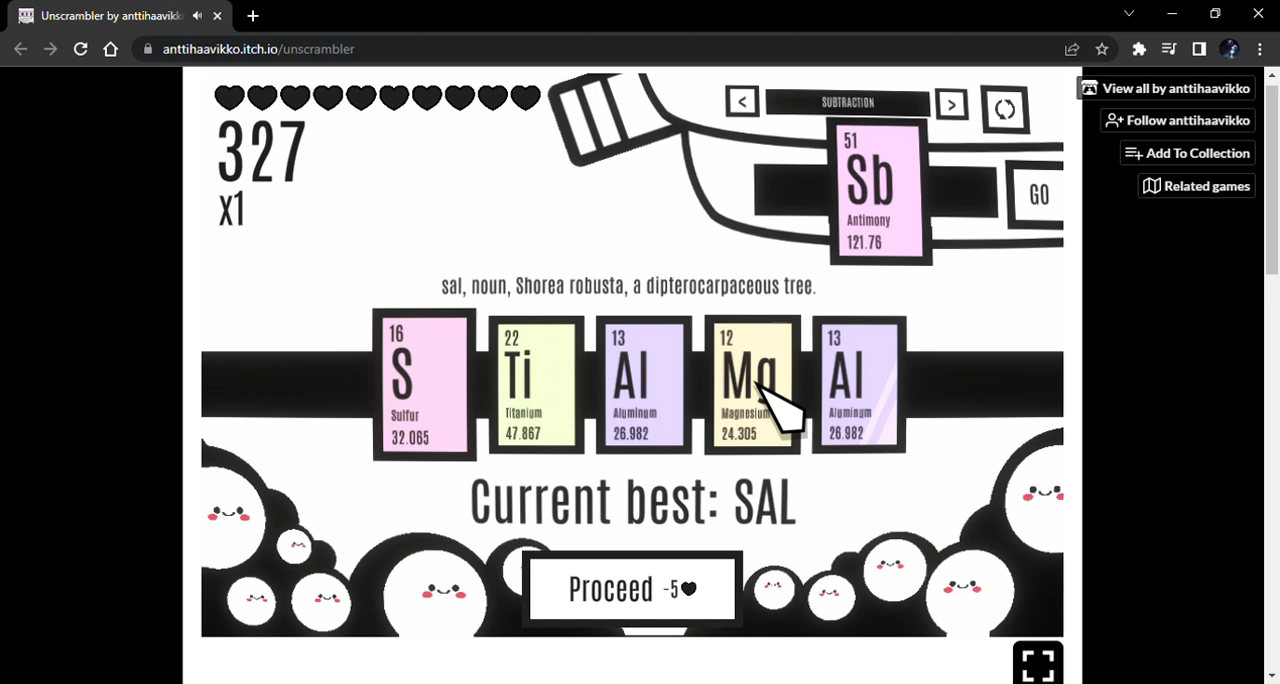 Unscrambler by anttihaavikk
anttihaavikko.itch.io/unscrambler
View all by anttihaavikko
Follow anttihaavikko
Add To Collection
Related games
327
x1
<
SUBTRACTION
>
51
Sb
Antimony
121.76
GO
sal, noun, Shorea robusta, a dipterocarpaceous tree.
16
S
Sulfur
32.065
22
Ti
Titanium
47.867
13
Al
Aluminum
26.982
12
Mg
Magnesium
24.305
13
Al
Aluminum
26.982
Current best: SAL
Proceed -5